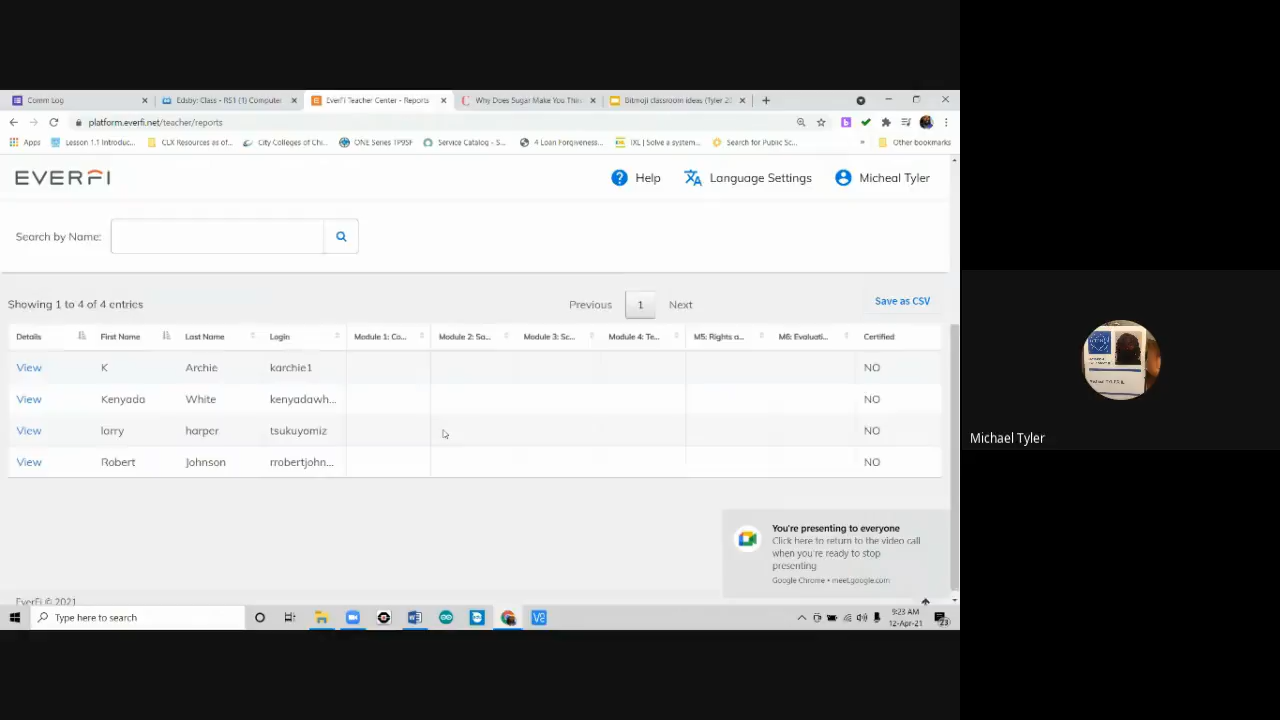 Comm Log
Edsby: Class - RS1 (1) Computer
EverFi Teacher Center - Reports
Why Does Sugar Make You Thir
Bitmoji classroom ideas (Tyler 20
platform.everfi.net/teacher/reports
Apps
Lesson 1.1 Introduc...
CLX Resources as of...
City Colleges of Chi...
ONE Series TP9SF
Service Catalog - S...
4 Loan Forgiveness...
IXL | Solve a system...
Search for Public Sc...
»
Other bookmarks
EVERFI
Help
Language Settings
Micheal Tyler
Search by Name:
Showing 1 to 4 of 4 entries
Previous 1 Next
Save as CSV
Details First Name Last Name Login Module 1: Co... Module 2: Sa... Module 3: Sc... Module 4: Te... M5: Rights a... M6: Evaluati... Certified
View K Archie karchie1 NO
View Kenyada White kenyadawh... NO
View larry harper tsukuyomiz NO
View Robert Johnson rrobertjohn... NO
You're presenting to everyone
Click here to return to the video call
when you're ready to stop
presenting
Google Chrome • meet.google.com
EverFi © 2021
Type here to search
9:23 AM
12-Apr-21
23
Michael Tyler